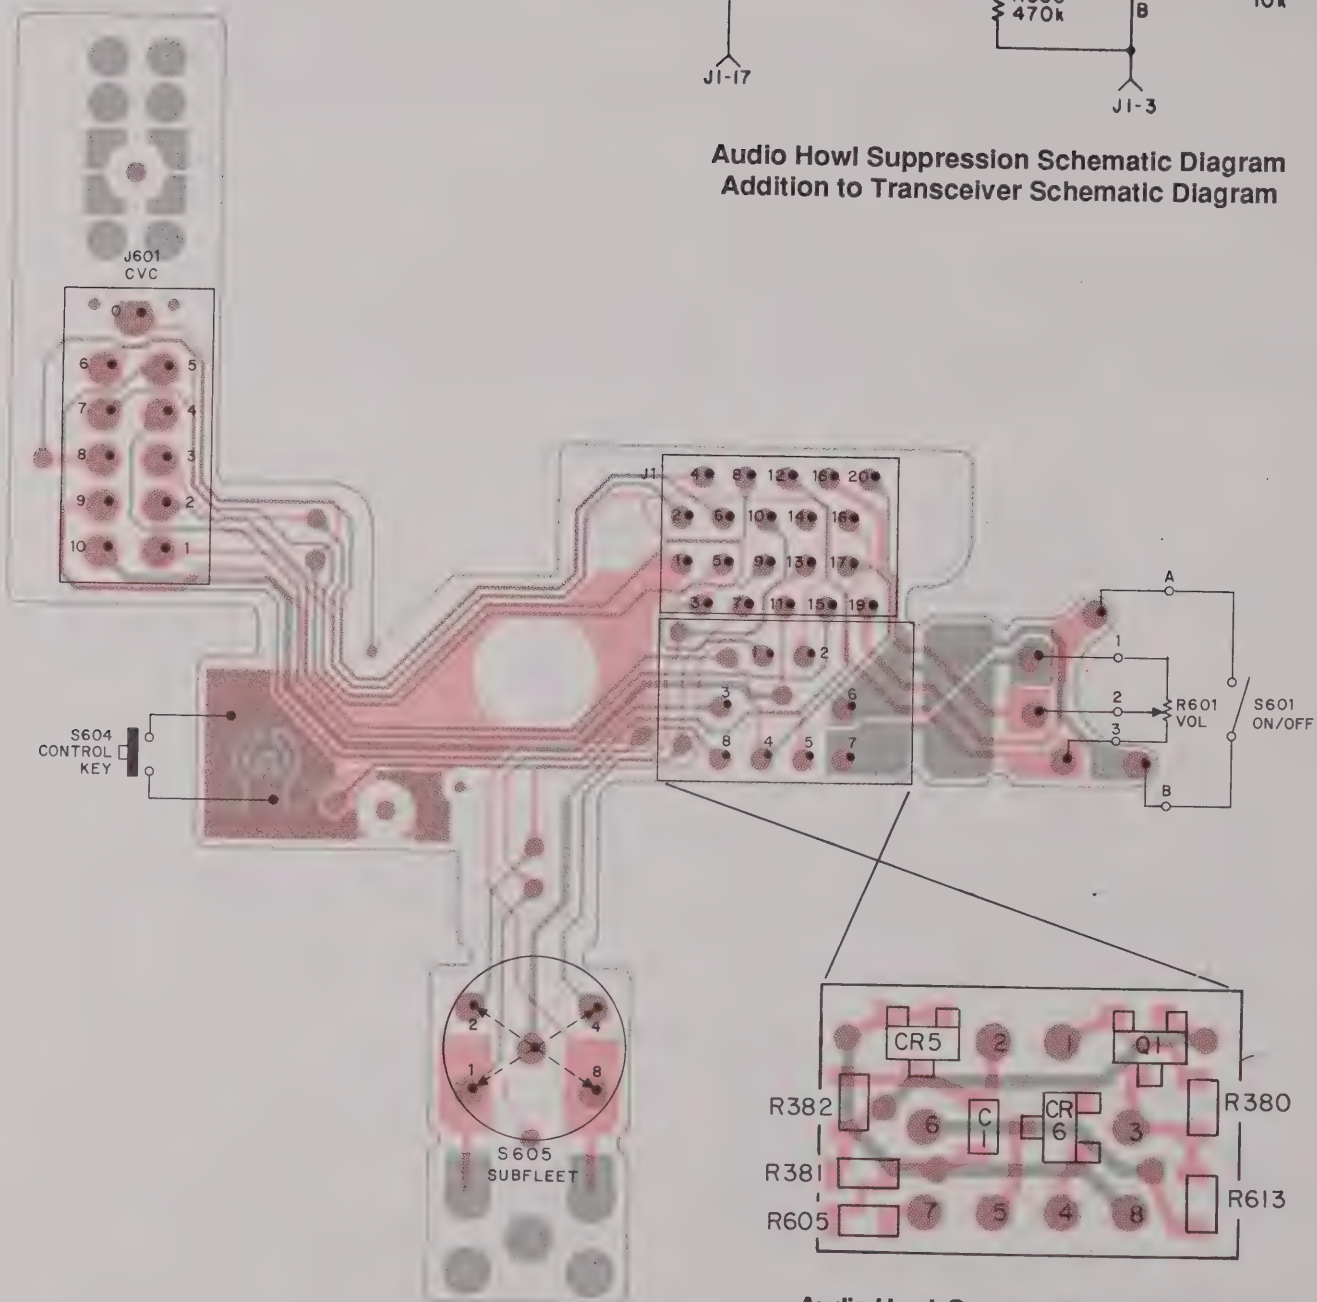 470k
B
10k
J1-17
J1-3
Audio Howl Suppression Schematic Diagram
Addition to Transceiver Schematic Diagram
J601
CVC
0
6 5
7 4
8 3
9 2
10 1
J1 4 8 12 16 20
2 6 10 14 18
1 5 9 13 17
3 7 11 15 19
1 2
3 6
8 4 5 7
A
1
2
3
B
R601
VOL
S601
ON/OFF
S604
CONTROL
KEY
2 4
1 8
S605
SUBFLEET
CR5 2 1 Q1
R382 6 C1 CR6 3 R380
R381
R605 7 5 4 8 R613